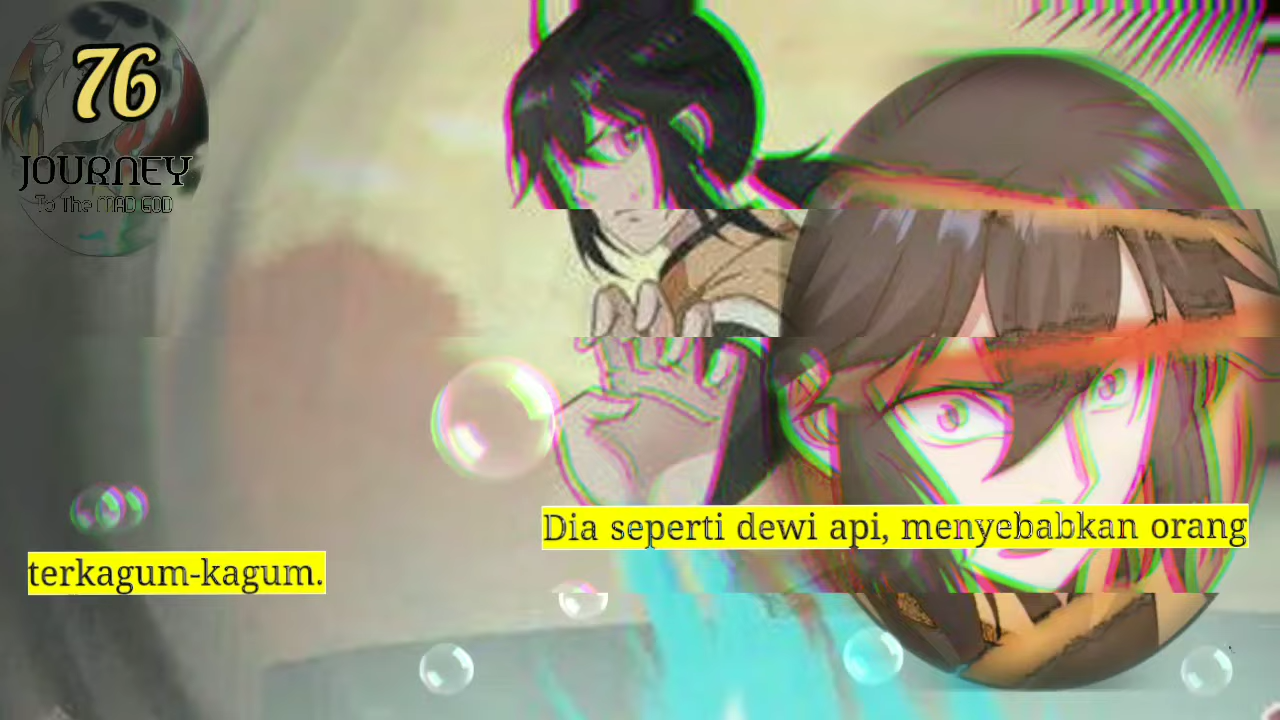 76
JOURNEY
To The MAD GOD
Dia seperti dewi api, menyebabkan orang
terkagum-kagum.